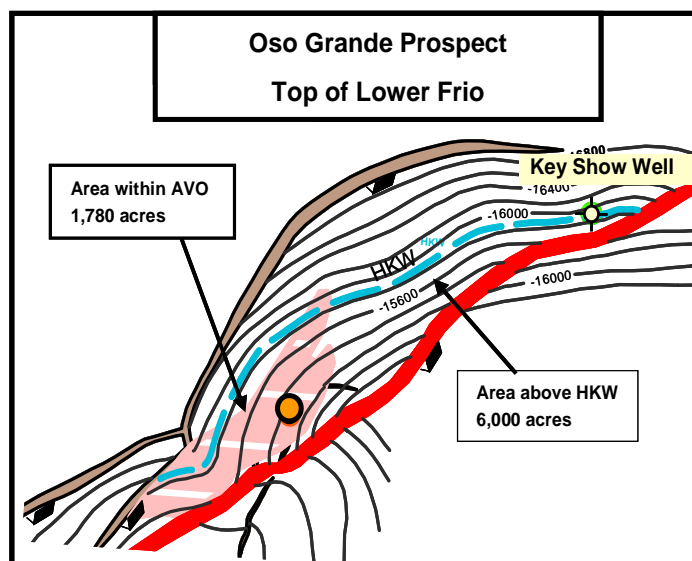 Oso Grande Prospect
Top of Lower Frio
-16800
Key Show Well
Area within AVO
1,780 acres
-16400
-16000
HKW
HKW
-16000
-15600
Area above HKW
6,000 acres